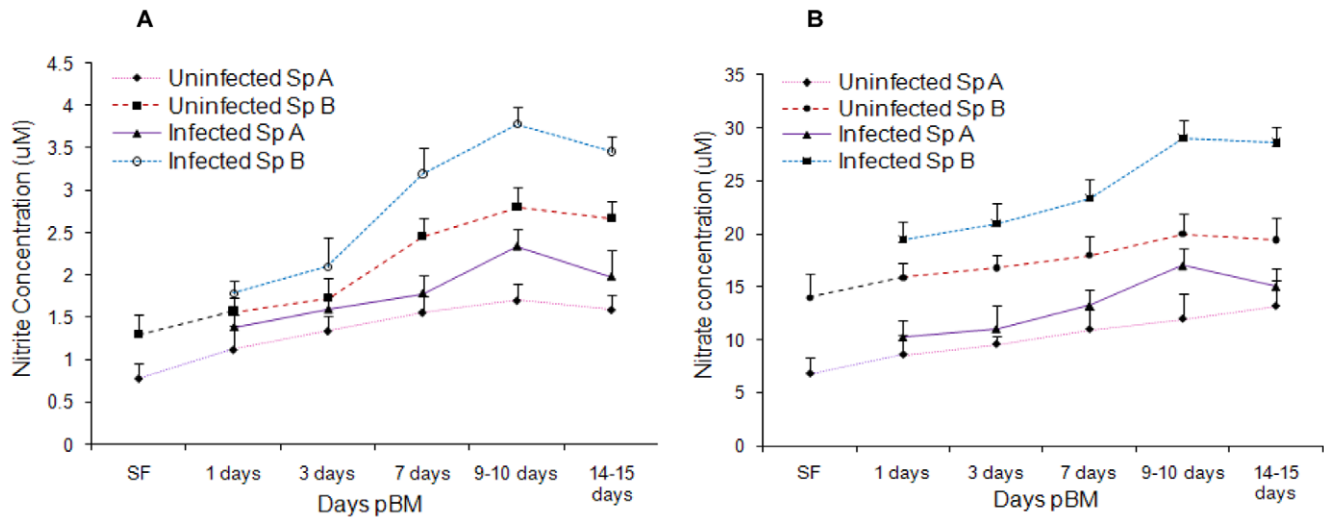 A
Nitrite Concentration (uM)
4.5
4
3.5
3
2.5
2
1.5
1
0.5
0
Uninfected Sp A
Uninfected Sp B
Infected Sp A
Infected Sp B
SF
1 days
3 days
7 days
9-10 days
14-15
days
Days pBM
B
Nitrate concentration (uM)
35
30
25
20
15
10
5
0
Uninfected Sp A
Uninfected Sp B
Infected Sp A
Infected Sp B
SF
1 days
3 days
7 days
9-10 days
14-15
days
Days pBM